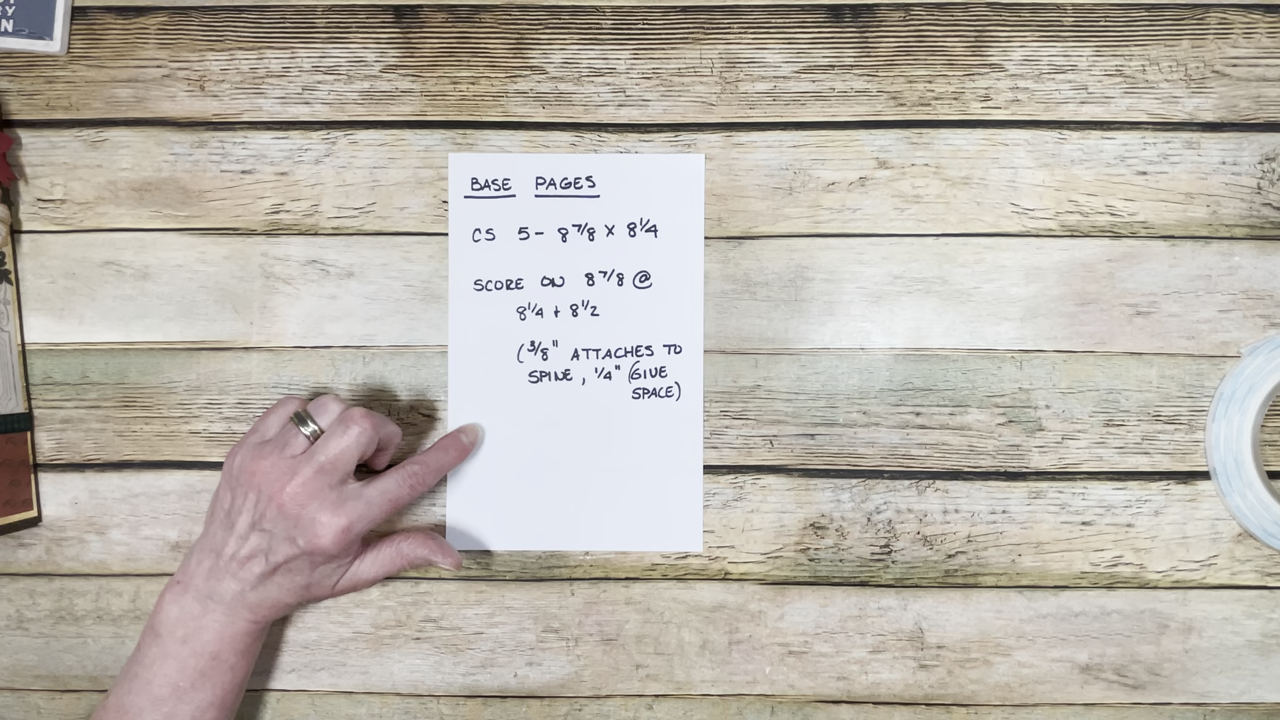 RY
N
BASE PAGES
CS 5- 8 7/8 X 8 1/4
SCORE ON 8 7/8 @
8 1/4 + 8 1/2
(3/8" ATTACHES TO
SPINE, 1/4" (GIVE
SPACE)